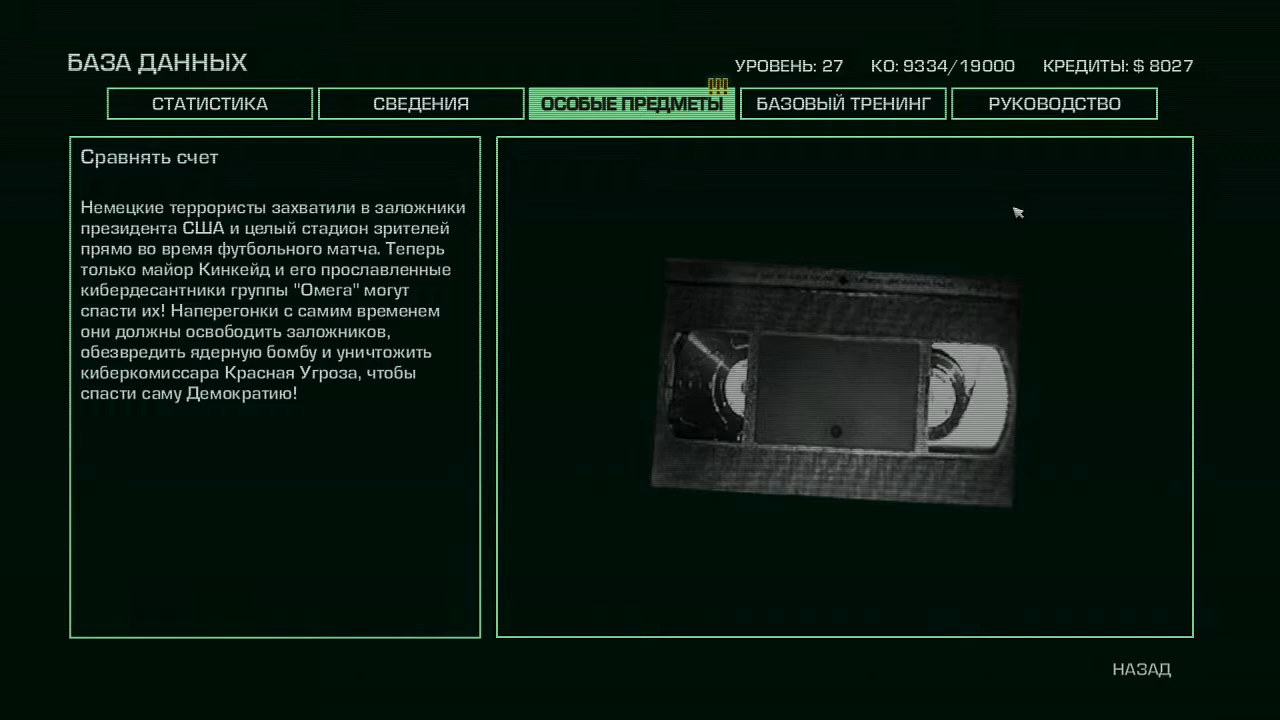 БАЗА ДАННЫХ
УРОВЕНЬ: 27 КО: 9334/19000 КРЕДИТЫ: $ 8027
!!!
СТАТИСТИКА СВЕДЕНИЯ ОСОБЫЕ ПРЕДМЕТЫ БАЗОВЫЙ ТРЕНИНГ РУКОВОДСТВО
Сравнять счет
Немецкие террористы захватили в заложники
президента США и целый стадион зрителей
прямо во время футбольного матча. Теперь
только майор Кинкейд и его прославленные
кибердесантники группы "Омега" могут
спасти их! Наперегонки с самим временем
они должны освободить заложников,
обезвредить ядерную бомбу и уничтожить
киберкомиссара Красная Угроза, чтобы
спасти саму Демократию!
НАЗАД